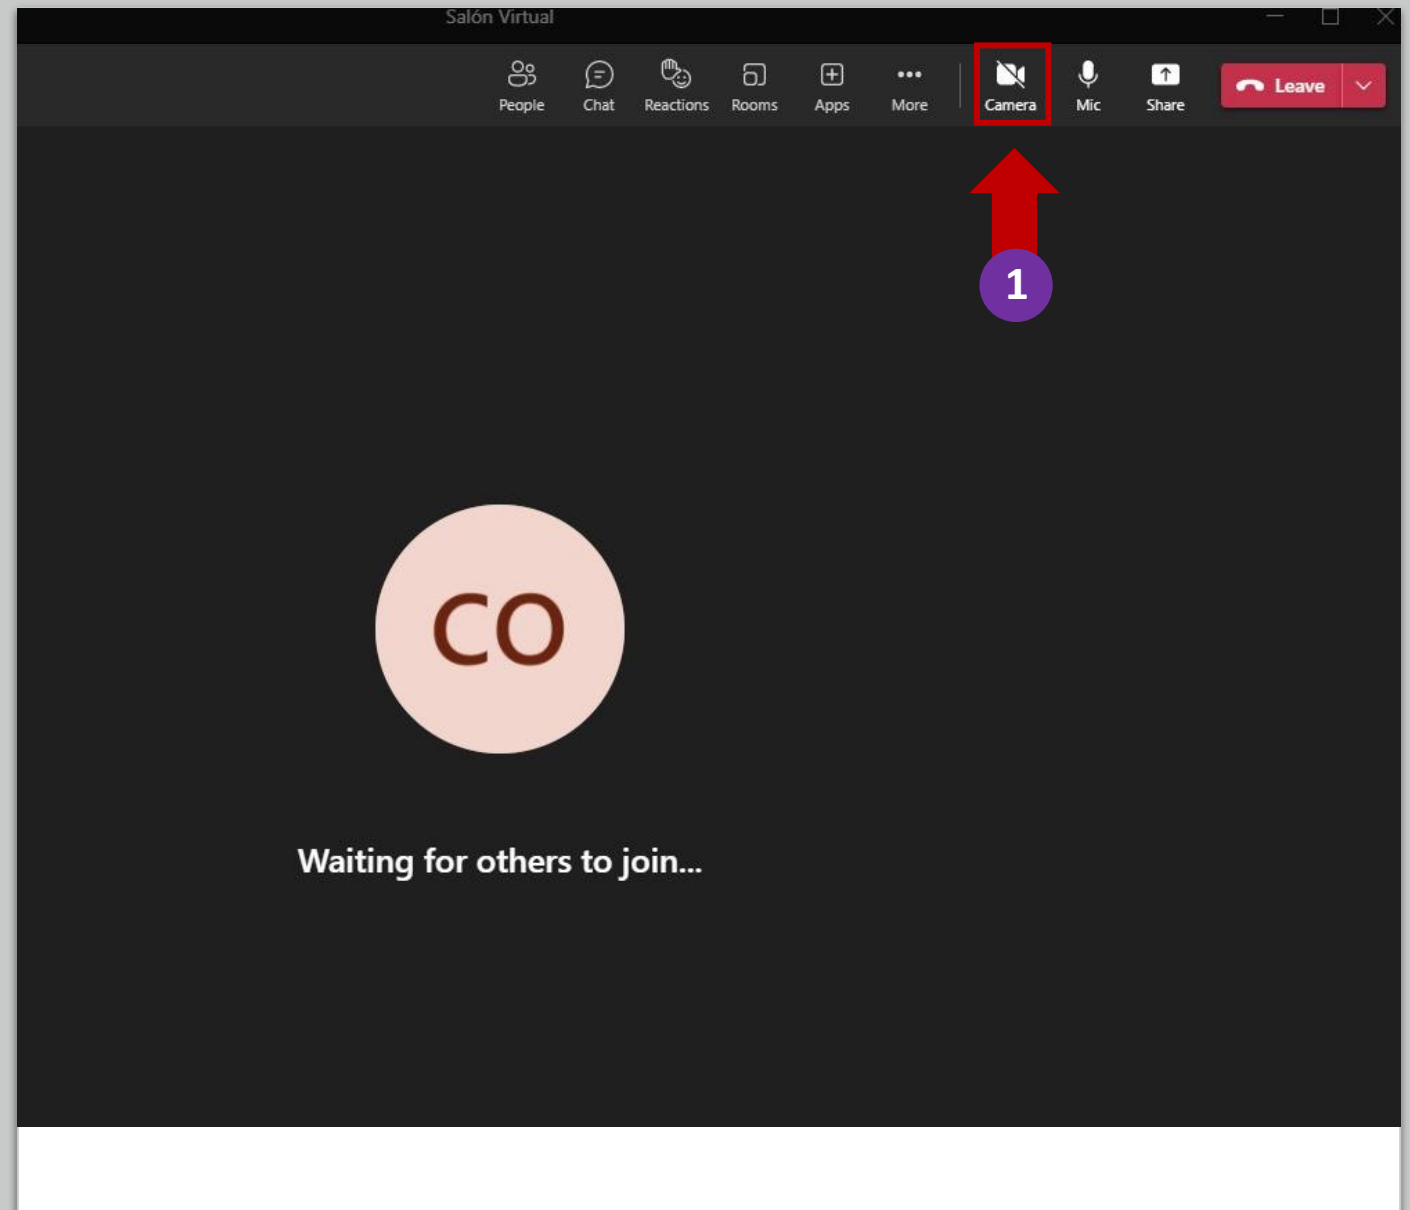 Salón Virtual
People Chat Reactions Rooms Apps More Camera Mic Share Leave
1
CO
Waiting for others to join...